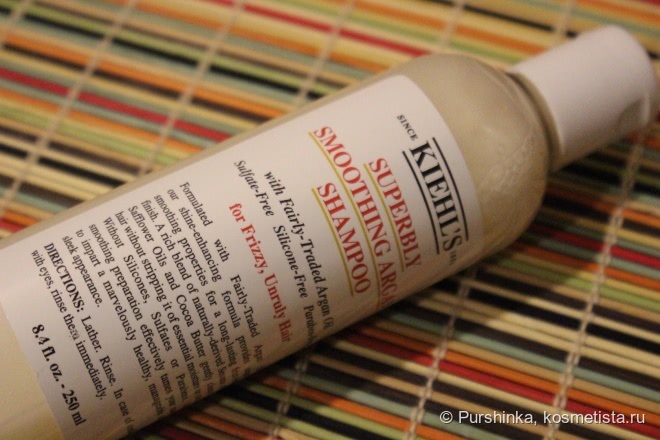 SINCE
KIEHL'S
SUPERBLY
SMOOTHING
SHAMPOO
with Fairly-Traded Argan Oil
Sulfate-Free Silicone-Free
for Frizzy, Unruly Hair
Formulated with Fairly-Traded
our shine-enhancing formula
smoothing properties for a long-lasting
finish. A rich blend of naturally-derived
Safflower Oils and Cocoa Butter
hair without stripping it of essential
Without Silicones, Sulfates or
smoothing preparation effectively
to impart a marvelously healthy,
sleek appearance.
DIRECTIONS: Lather. Rinse. In case of
with eyes, rinse them immediately.
8.4 fl. oz. - 250 ml
© Purshinka, kosmetista.ru